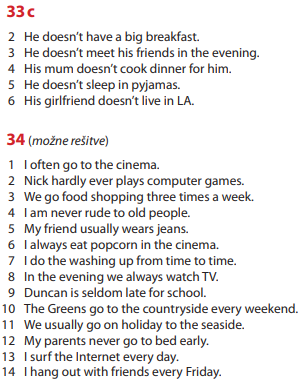 33 c
2 He doesn't have a big breakfast.
3 He doesn't meet his friends in the evening.
4 His mum doesn't cook dinner for him.
5 He doesn't sleep in pyjamas.
6 His girlfriend doesn't live in LA.
34 (možne rešitve)
1 I often go to the cinema.
2 Nick hardly ever plays computer games.
3 We go food shopping three times a week.
4 I am never rude to old people.
5 My friend usually wears jeans.
6 I always eat popcorn in the cinema.
7 I do the washing up from time to time.
8 In the evening we always watch TV.
9 Duncan is seldom late for school.
10 The Greens go to the countryside every weekend.
11 We usually go on holiday to the seaside.
12 My parents never go to bed early.
13 I surf the Internet every day.
14 I hang out with friends every Friday.